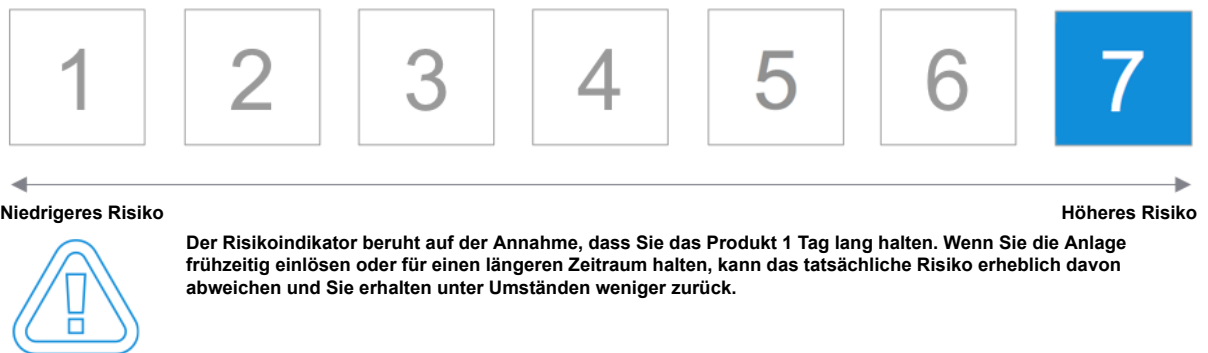 1 2 3 4 5 6 7
Niedrigeres Risiko Höheres Risiko
Der Risikoindikator beruht auf der Annahme, dass Sie das Produkt 1 Tag lang halten. Wenn Sie die Anlage
frühzeitig einlösen oder für einen längeren Zeitraum halten, kann das tatsächliche Risiko erheblich davon
abweichen und Sie erhalten unter Umständen weniger zurück.